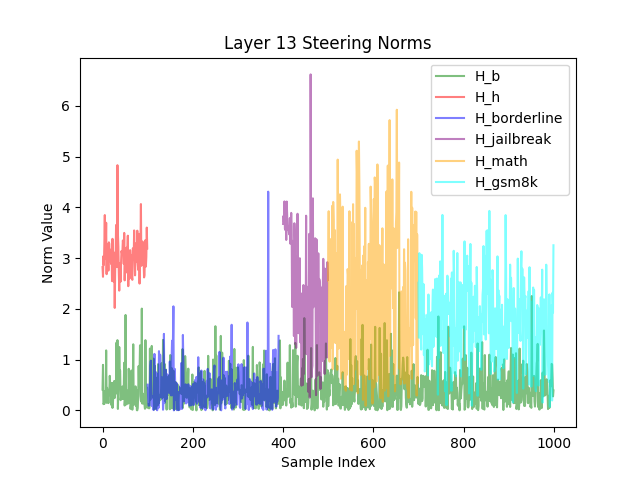 Layer 13 Steering Norms
H_b
H_h
H_borderline
H_jailbreak
H_math
H_gsm8k
Norm Value
6
5
4
3
2
1
0
0 200 400 600 800 1000
Sample Index